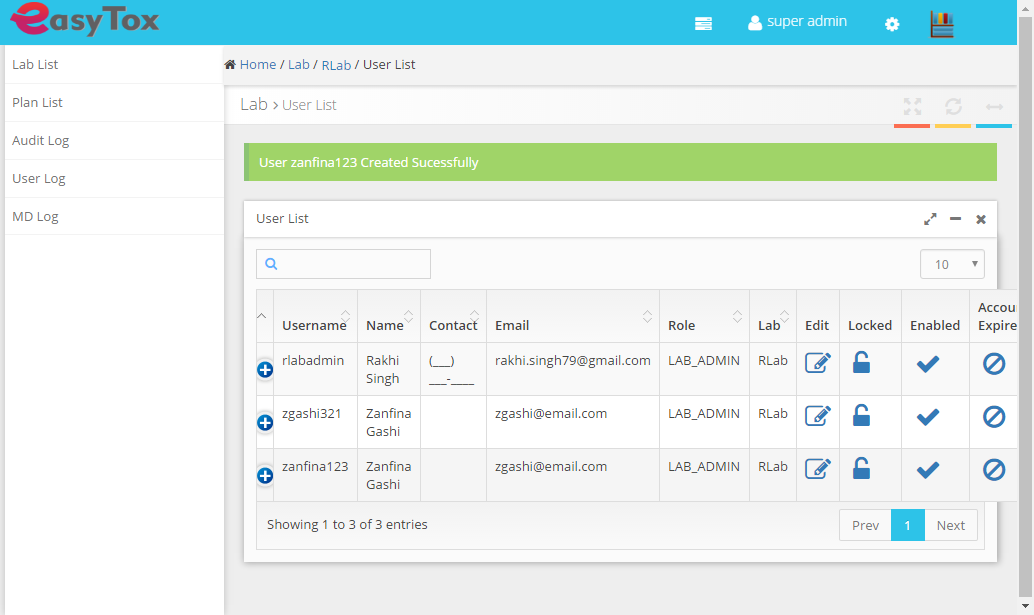 easyTox
super admin
Lab List
Plan List
Audit Log
User Log
MD Log
Home / Lab / RLab / User List
Lab > User List
User zanfina123 Created Sucessfully
User List
10
Username Name Contact Email Role Lab Edit Locked Enabled Accou
Expire
rlabadmin Rakhi (___) rakhi.singh79@gmail.com LAB_ADMIN RLab
Singh ___-____
zgashi321 Zanfina zgashi@email.com LAB_ADMIN RLab
Gashi
zanfina123 Zanfina zgashi@email.com LAB_ADMIN RLab
Gashi
Showing 1 to 3 of 3 entries
Prev 1 Next